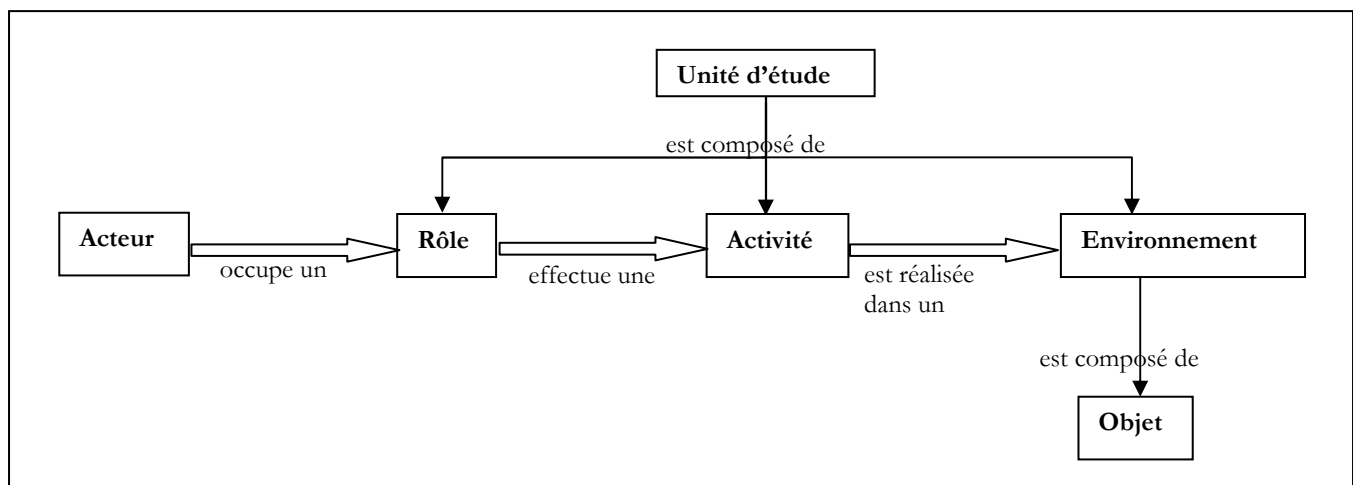 Unité d’étude
est composé de
Acteur
Rôle
Activité
Environnement
occupe un
effectue une
est réalisée
dans un
est composé de
Objet